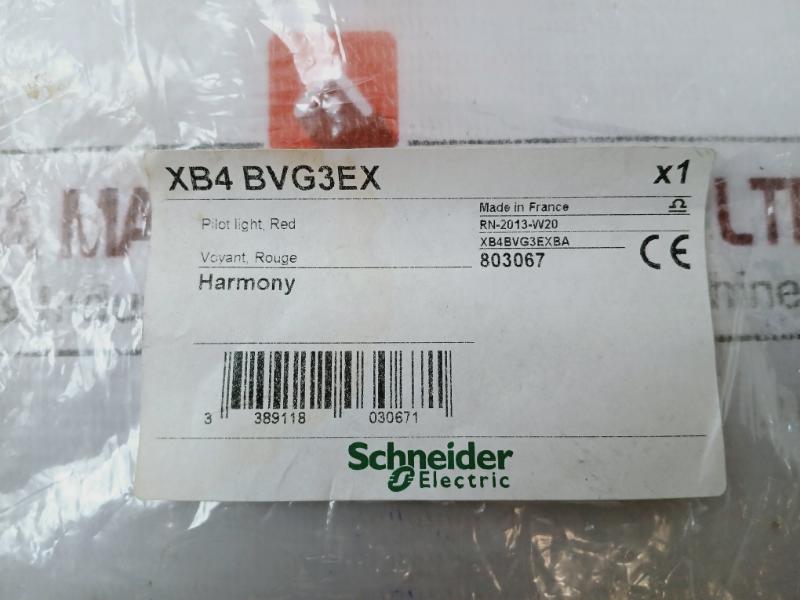 XB4 BVG3EX
x1
Pilot light, Red
Made in France
RN-2013-W20
XB4BVG3EXBA
Voyant, Rouge
803067
CE
Harmony
3 389118 030671
Schneider
Electric